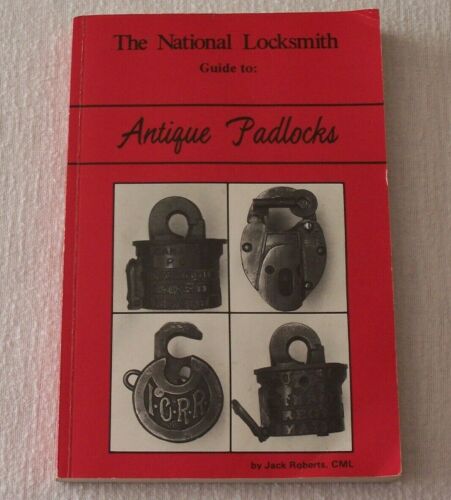 The National Locksmith
Guide to:
Antique Padlocks
I.C.R.R.
by Jack Roberts, CML